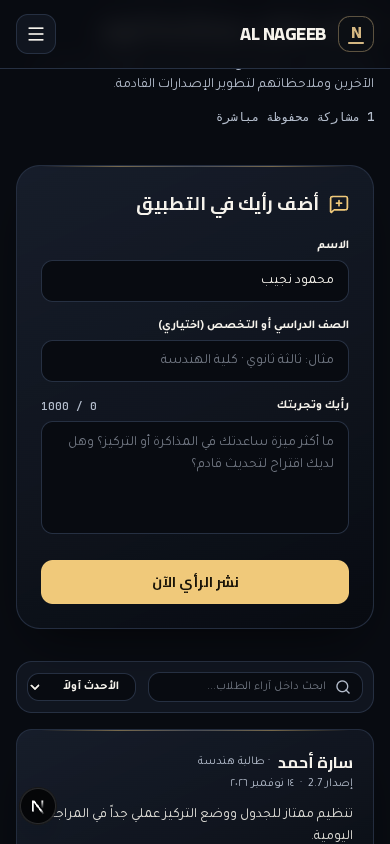 AL NAGEEB
N
الآخرين وملاحظاتهم لتطوير الإصدارات القادمة.
1 مشاركة محفوظة مباشرة
أضف رأيك في التطبيق
الاسم
محمود نجيب
الصف الدراسي أو التخصص (اختياري)
مثال: ثالثة ثانوي · كلية الهندسة
رأيك وتجربتك
0 / 1000
ما أكثر ميزة ساعدتك في المذاكرة أو التركيز؟ وهل
لديك اقتراح لتحديث قادم؟
نشر الرأي الآن
ابحث داخل آراء الطلاب...
الأحدث أولاً
سارة أحمد · طالبة هندسة
إصدار 2.7 · ١٤ نوفمبر ٢٠٢٦
تنظيم ممتاز للجدول ووضع التركيز عملي جداً في
اليومية.
N